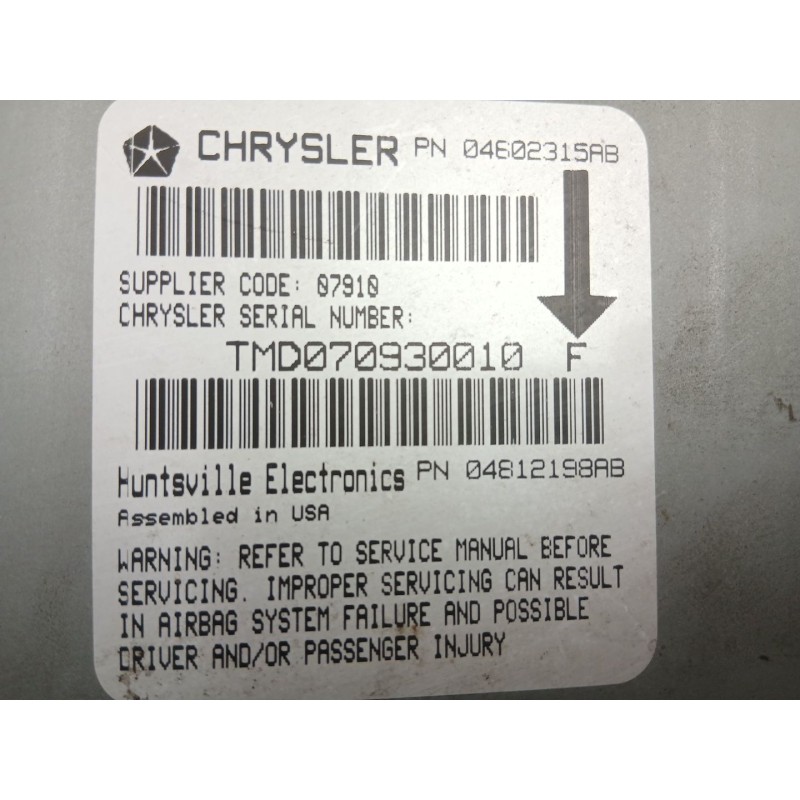 CHRYSLER PN 04602315AB
SUPPLIER CODE: 07910
CHRYSLER SERIAL NUMBER:
TMD070930010 F
Huntsville Electronics PN 04812198AB
Assembled in USA
WARNING: REFER TO SERVICE MANUAL BEFORE
SERVICING. IMPROPER SERVICING CAN RESULT
IN AIRBAG SYSTEM FAILURE AND POSSIBLE
DRIVER AND/OR PASSENGER INJURY